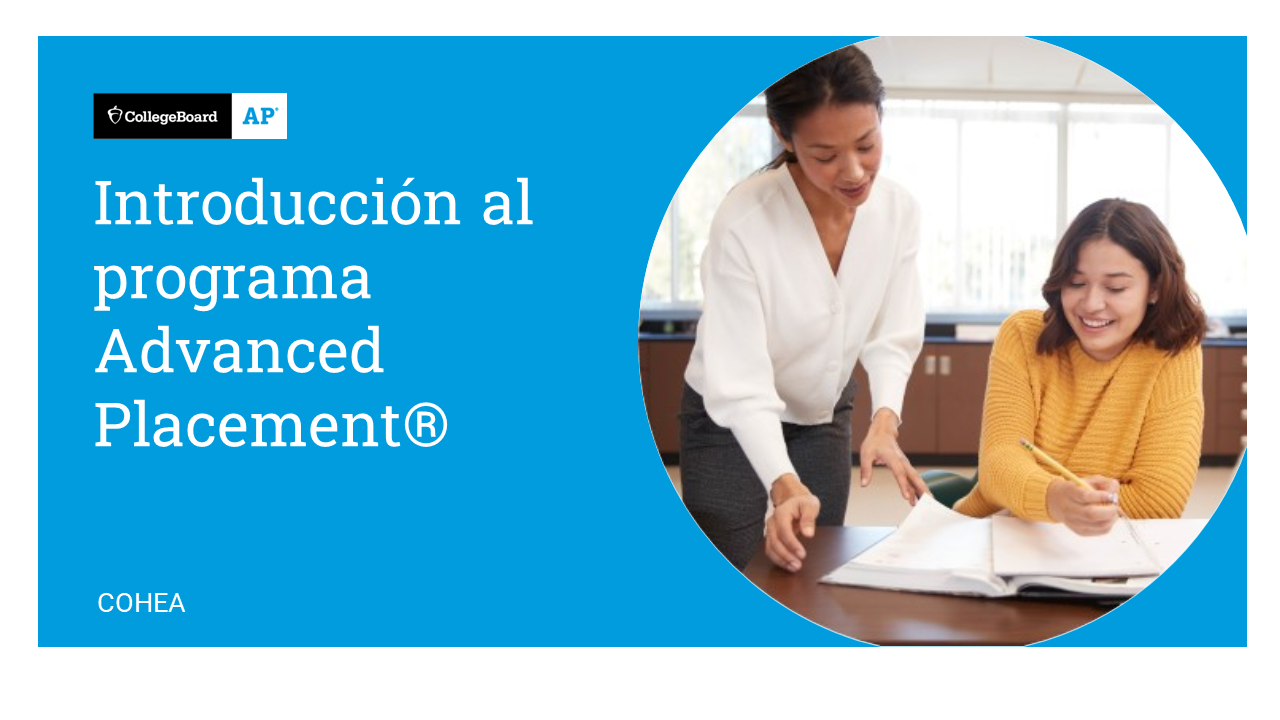 CollegeBoard AP®
Introducción al
programa
Advanced
Placement®
COHEA